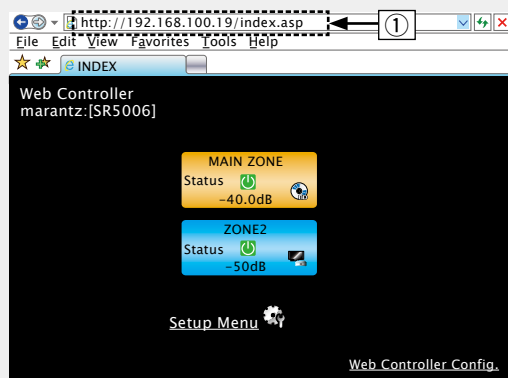 http://192.168.100.19/index.asp
①
File Edit View Favorites Tools Help
INDEX
Web Controller
marantz:[SR5006]
MAIN ZONE
Status
-40.0dB
ZONE2
Status
-50dB
Setup Menu
Web Controller Config.